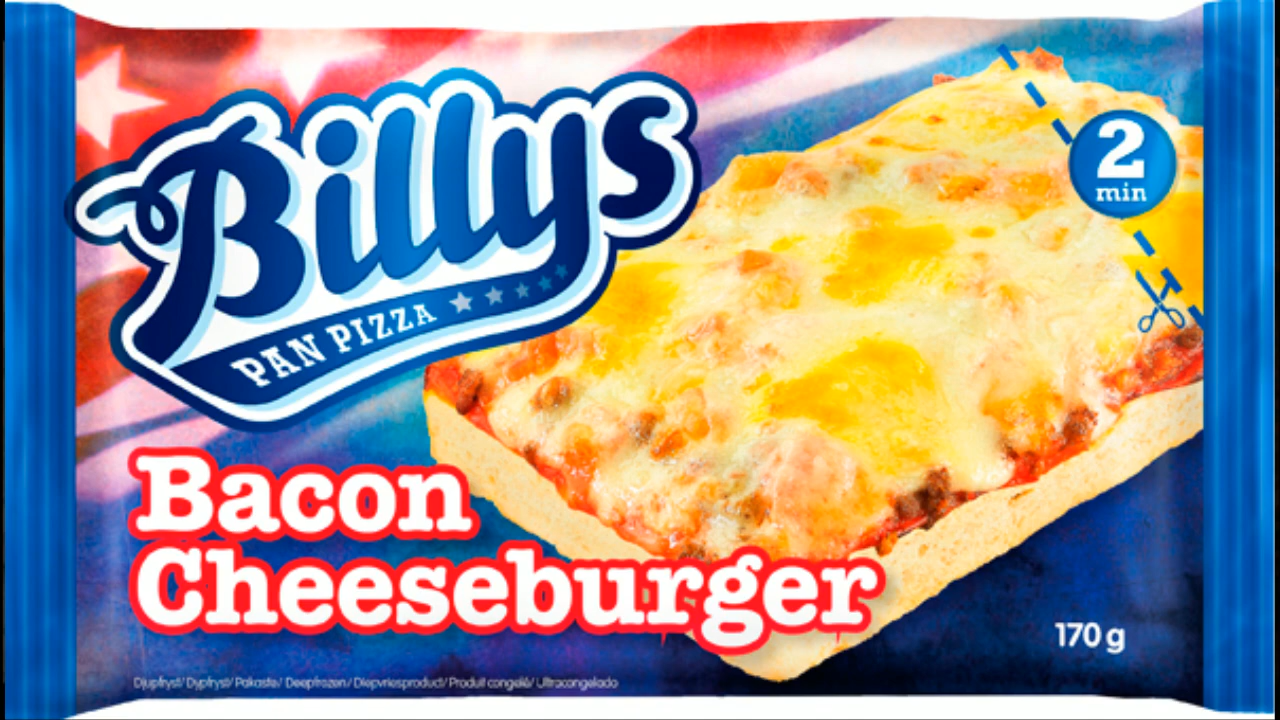 Billys
PAN PIZZA
2
min
Bacon
Cheeseburger
170 g
Djupfryst/ Dypfryst/ Pakaste/ Deepfrozen/ Diepvriesproduct/ Produit congelé/ Ultracongelado